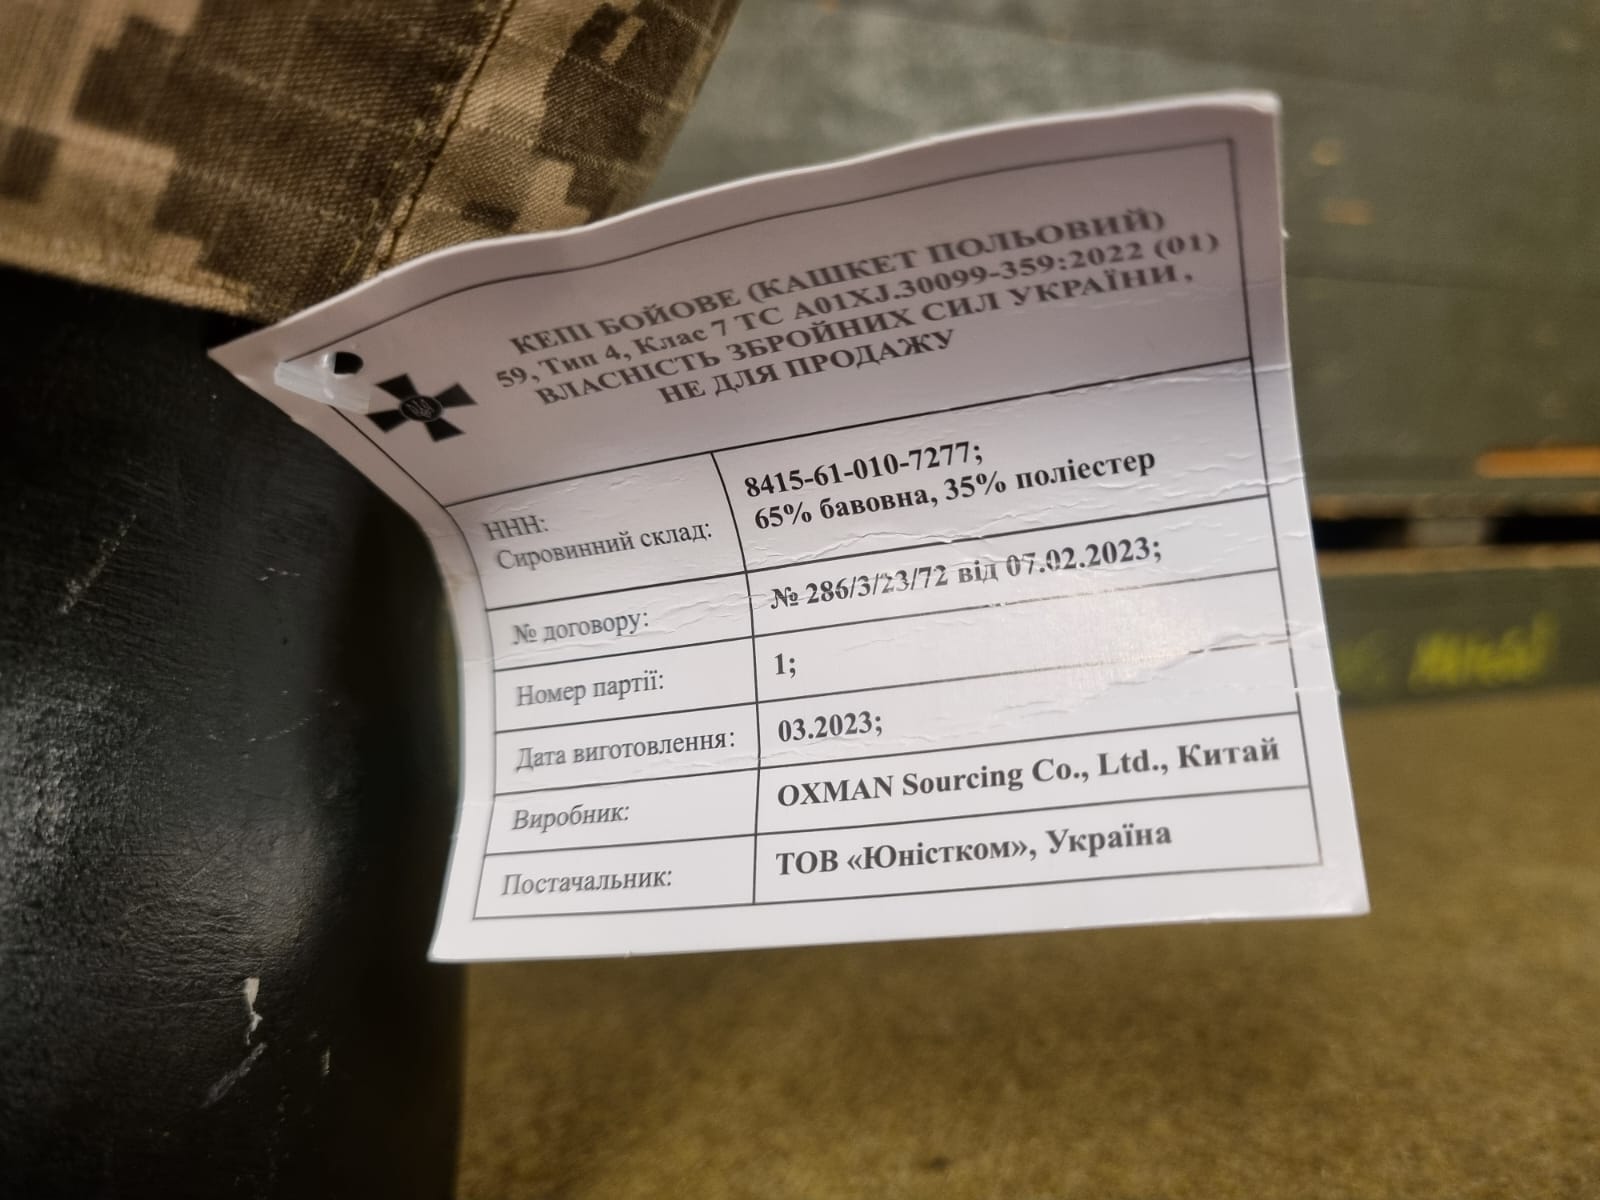 КЕПІ БОЙОВЕ (КАШКЕТ ПОЛЬОВИЙ)
59, Тип 4, Клас 7 ТС А01XJ.30099-359:2022 (01)
ВЛАСНІСТЬ ЗБРОЙНИХ СИЛ УКРАЇНИ,
НЕ ДЛЯ ПРОДАЖУ
ННН: 8415-61-010-7277;
Сировинний склад: 65% бавовна, 35% поліестер
№ договору: № 286/3/23/72 від 07.02.2023;
Номер партії: 1;
Дата виготовлення: 03.2023;
Виробник: OXMAN Sourcing Co., Ltd., Китай
Постачальник: ТОВ «Юністком», Україна